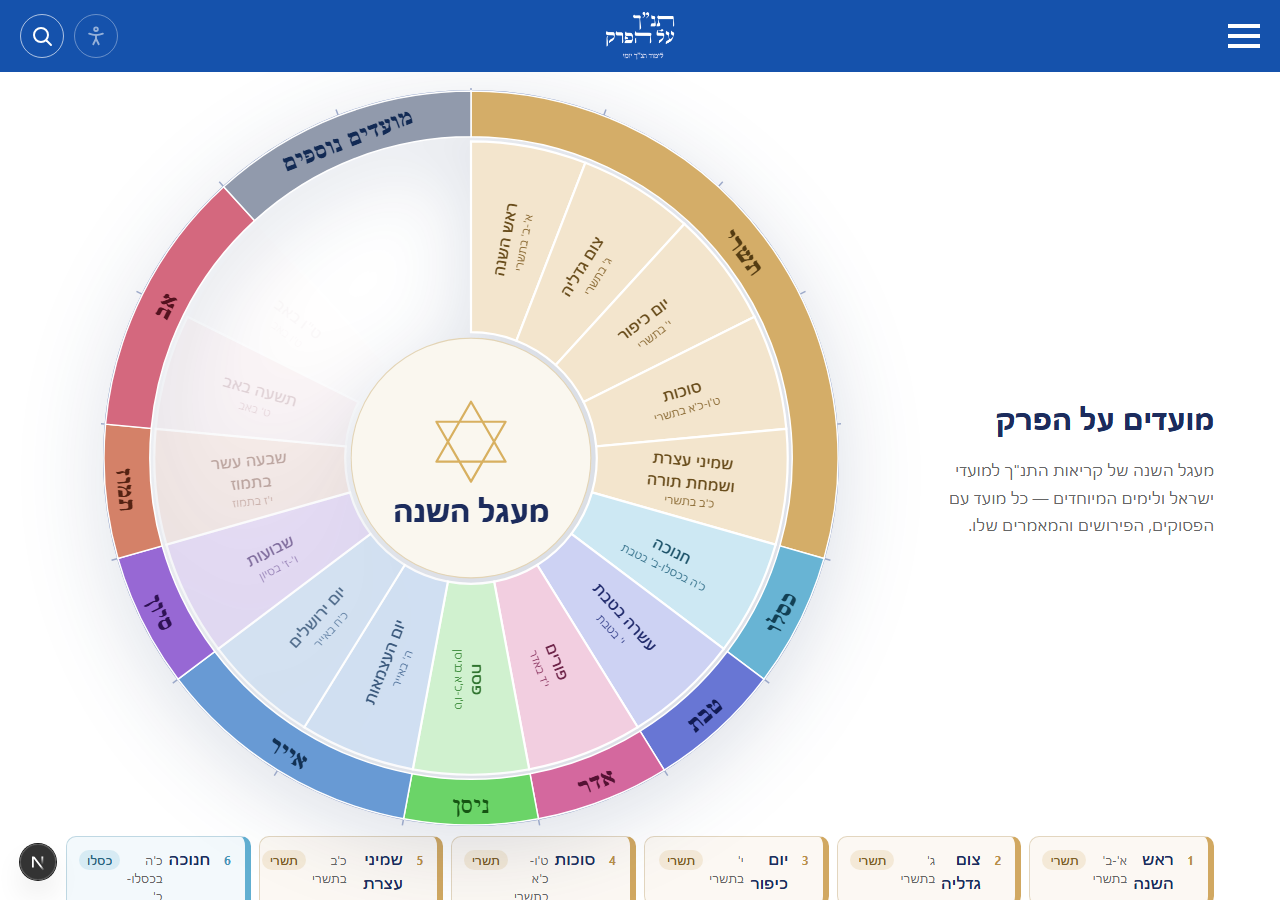 תנ"ך
על הפרק
לימוד תנ"ך יומי
מועדים על הפרק
מעגל השנה של קריאות התנ"ך למועדי
ישראל ולימים המיוחדים — כל מועד עם
הפסוקים, הפירושים והמאמרים שלו.
מעגל השנה
תשרי
ראש השנה
א'-ב' בתשרי
צום גדליה
ג' בתשרי
יום כיפור
י' בתשרי
סוכות
ט'ו-כ'א בתשרי
שמיני עצרת
ושמחת תורה
כ'ב בתשרי
כסלו
חנוכה
כ'ה בכסלו-ב' בטבת
טבת
עשרה בטבת
י' בטבת
אדר
פורים
י'ד באדר
ניסן
פסח
ט'ו-כ'א בניסן
אייר
יום העצמאות
ה' באייר
יום ירושלים
כ'ח באייר
סיון
שבועות
ו'-ז' בסיון
תמוז
שבעה עשר
בתמוז
י'ז בתמוז
אב
תשעה באב
ט' באב
מועדים נוספים
1 ראש השנה א'-ב' בתשרי תשרי
2 צום גדליה ג' בתשרי תשרי
3 יום כיפור י' בתשרי תשרי
4 סוכות ט'ו-כ'א בתשרי תשרי
5 שמיני עצרת כ'ב בתשרי תשרי
6 חנוכה כ'ה בכסלו-ב' כסלו